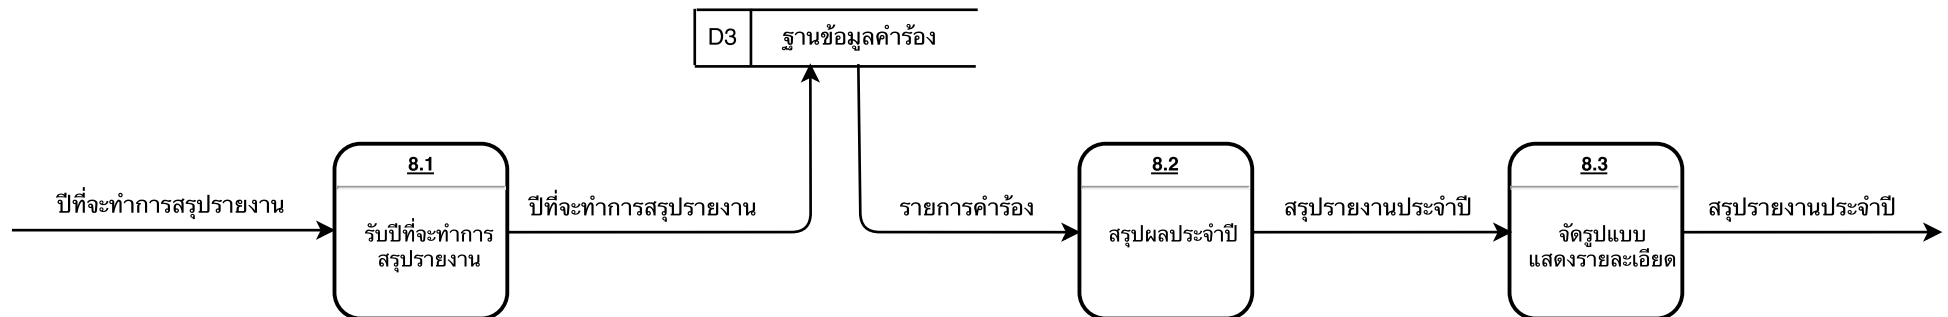 D3 ฐานข้อมูลคำร้อง
ปีที่จะทำการสรุปรายงาน
8.1
รับปีที่จะทำการ
สรุปรายงาน
ปีที่จะทำการสรุปรายงาน
รายการคำร้อง
8.2
สรุปผลประจำปี
สรุปรายงานประจำปี
8.3
จัดรูปแบบ
แสดงรายละเอียด
สรุปรายงานประจำปี